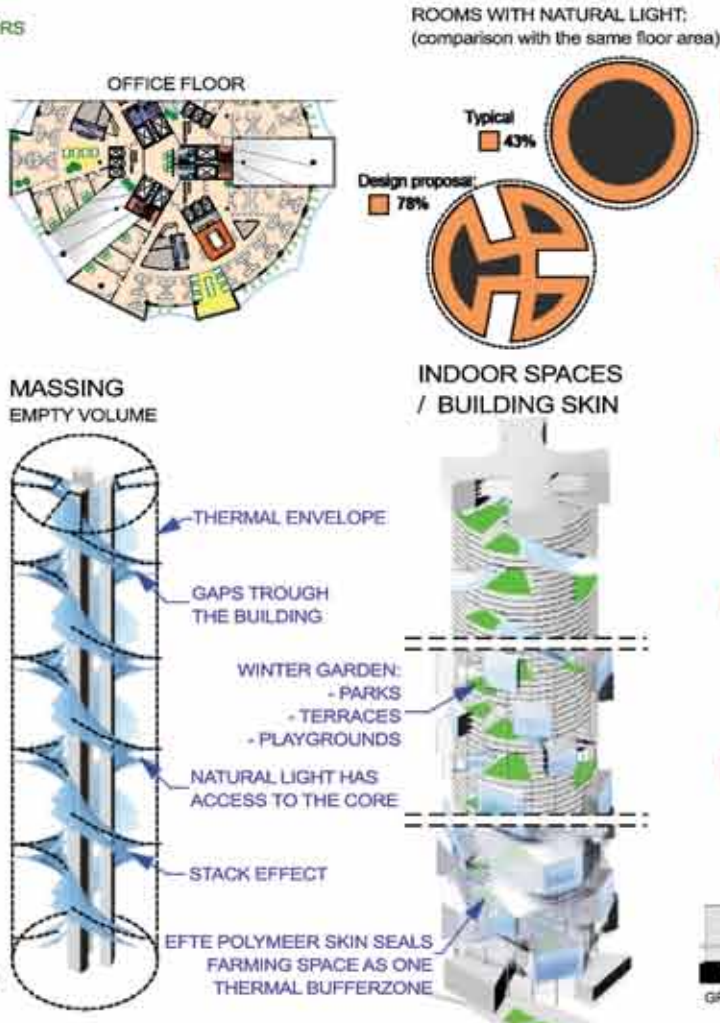 RS
ROOMS WITH NATURAL LIGHT:
(comparison with the same floor area)
OFFICE FLOOR
Typical
43%
Design proposal:
78%
MASSING
EMPTY VOLUME
THERMAL ENVELOPE
GAPS TROUGH
THE BUILDING
NATURAL LIGHT HAS
ACCESS TO THE CORE
STACK EFFECT
INDOOR SPACES
/ BUILDING SKIN
WINTER GARDEN:
- PARKS
- TERRACES
- PLAYGROUNDS
EFTE POLYMEER SKIN SEALS
FARMING SPACE AS ONE
THERMAL BUFFERZONE